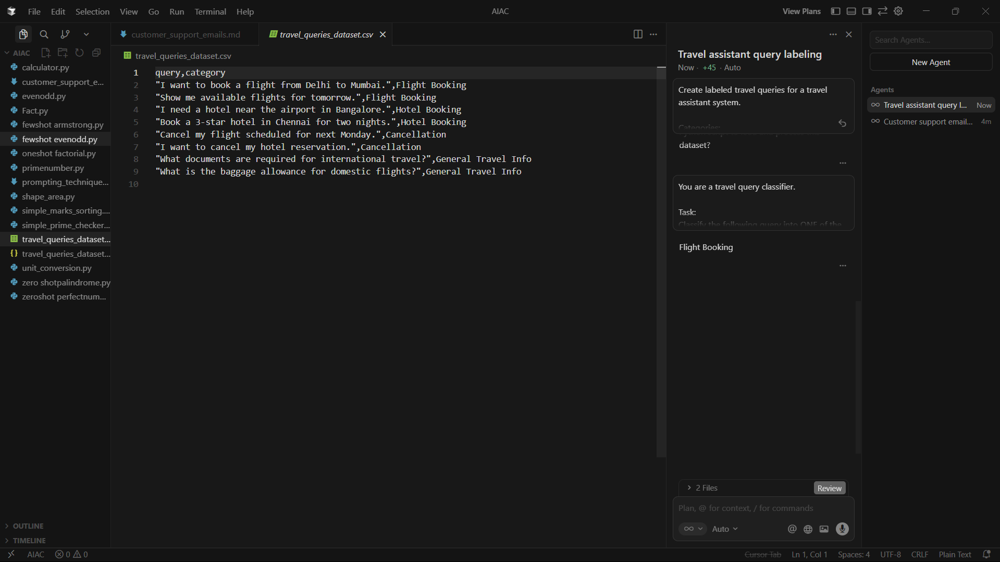 File Edit Selection View Go Run Terminal Help
AIAC
View Plans
AIAC
calculator.py
customer_support_e...
evenodd.py
Fact.py
fewshot armstrong.py
fewshot evenodd.py
oneshot factorial.py
primenumber.py
prompting_technique...
shape_area.py
simple_marks_sorting....
simple_prime_checker...
travel_queries_dataset...
travel_queries_dataset...
unit_conversion.py
zero shotpalindrome.py
zeroshot perfectnum...
OUTLINE
TIMELINE
customer_support_emails.md
travel_queries_dataset.csv
travel_queries_dataset.csv
1 query,category
2 "I want to book a flight from Delhi to Mumbai.",Flight Booking
3 "Show me available flights for tomorrow.",Flight Booking
4 "I need a hotel near the airport in Bangalore.",Hotel Booking
5 "Book a 3-star hotel in Chennai for two nights.",Hotel Booking
6 "Cancel my flight scheduled for next Monday.",Cancellation
7 "I want to cancel my hotel reservation.",Cancellation
8 "What documents are required for international travel?",General Travel Info
9 "What is the baggage allowance for domestic flights?",General Travel Info
10
Travel assistant query labeling
Now · +45 · Auto
Create labeled travel queries for a travel
assistant system.
Categories:
dataset?
You are a travel query classifier.
Task:
Classify the following query into ONE of the
Flight Booking
2 Files
Review
Plan, @ for context, / for commands
Auto
Search Agents...
New Agent
Agents
Travel assistant query l... Now
Customer support email... 4m
AIAC 0 0
Cursor Tab Ln 1, Col 1 Spaces: 4 UTF-8 CRLF Plain Text